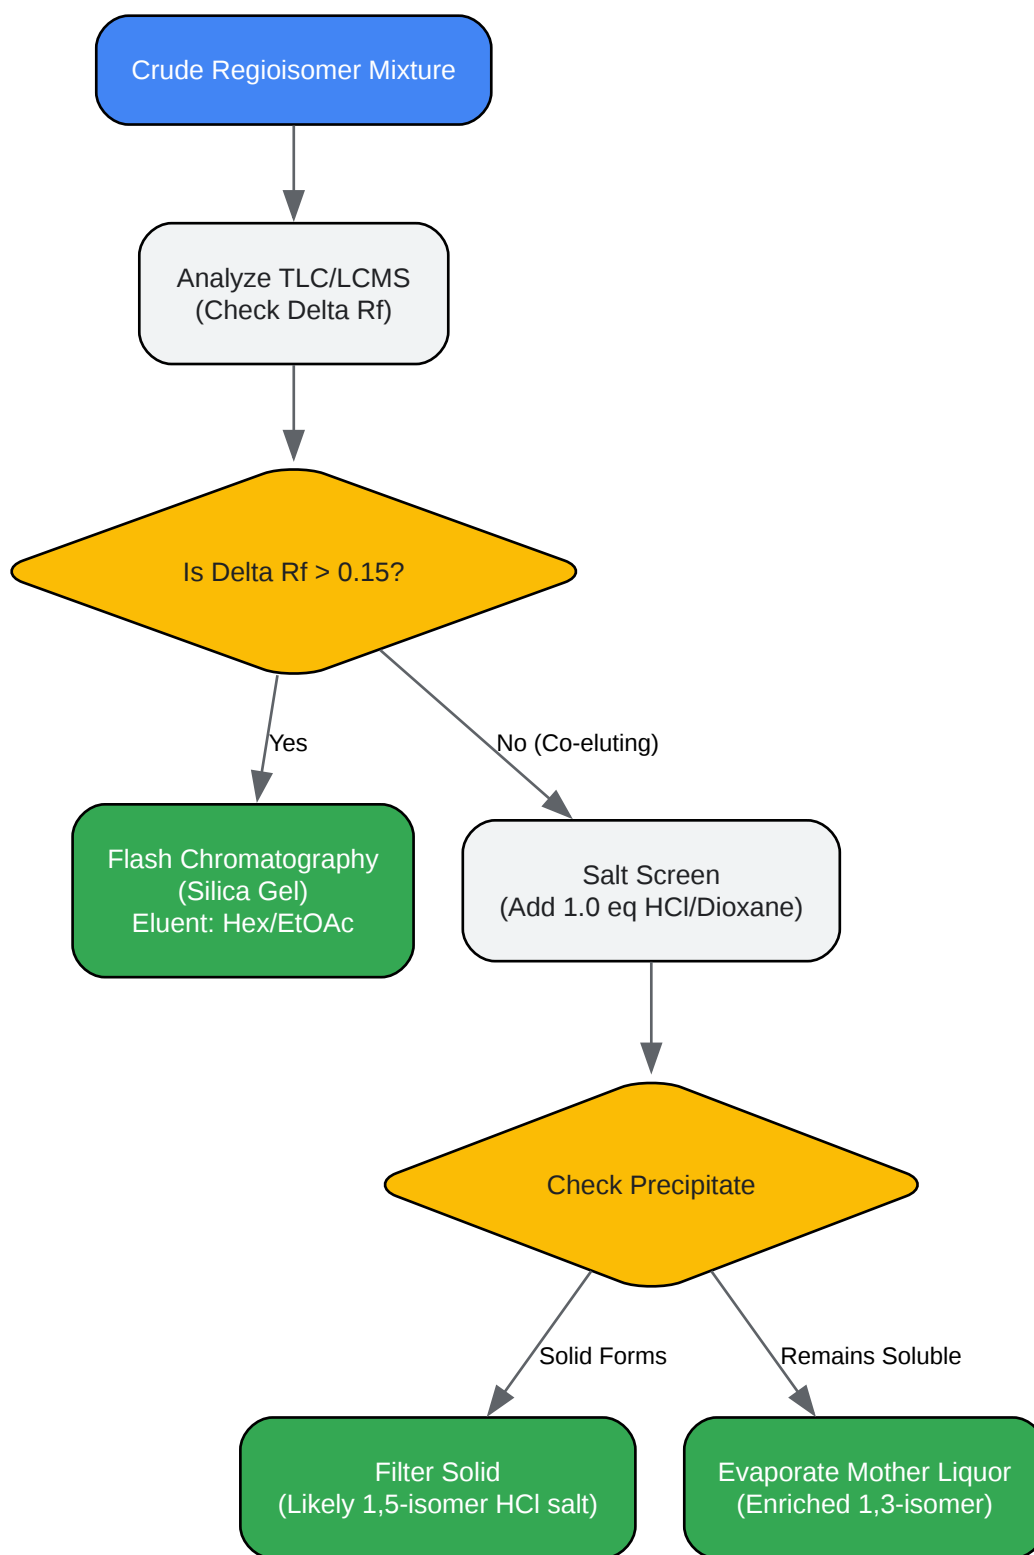 Crude Regioisomer Mixture
Analyze TLC/LCMS
(Check Delta Rf)
Is Delta Rf > 0.15?
Yes
No (Co-eluting)
Flash Chromatography
(Silica Gel)
Eluent: Hex/EtOAc
Salt Screen
(Add 1.0 eq HCl/Dioxane)
Check Precipitate
Solid Forms
Remains Soluble
Filter Solid
(Likely 1,5-isomer HCl salt)
Evaporate Mother Liquor
(Enriched 1,3-isomer)